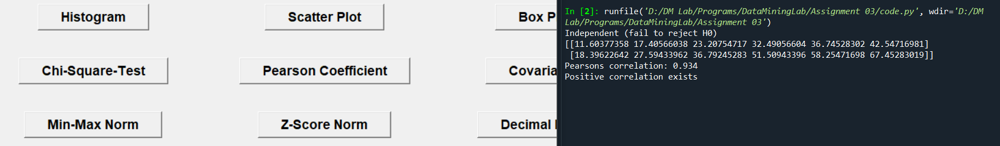 Histogram
Scatter Plot
Box P
Chi-Square-Test
Pearson Coefficient
Covaria
Min-Max Norm
Z-Score Norm
Decimal
In [2]: runfile('D:/DM Lab/Programs/DataMiningLab/Assignment 03/code.py', wdir='D:/DM
Lab/Programs/DataMiningLab/Assignment 03')
Independent (fail to reject H0)
[[11.60377358 17.40566038 23.20754717 32.49056604 36.74528302 42.54716981]
[18.39622642 27.59433962 36.79245283 51.50943396 58.25471698 67.45283019]]
Pearsons correlation: 0.934
Positive correlation exists